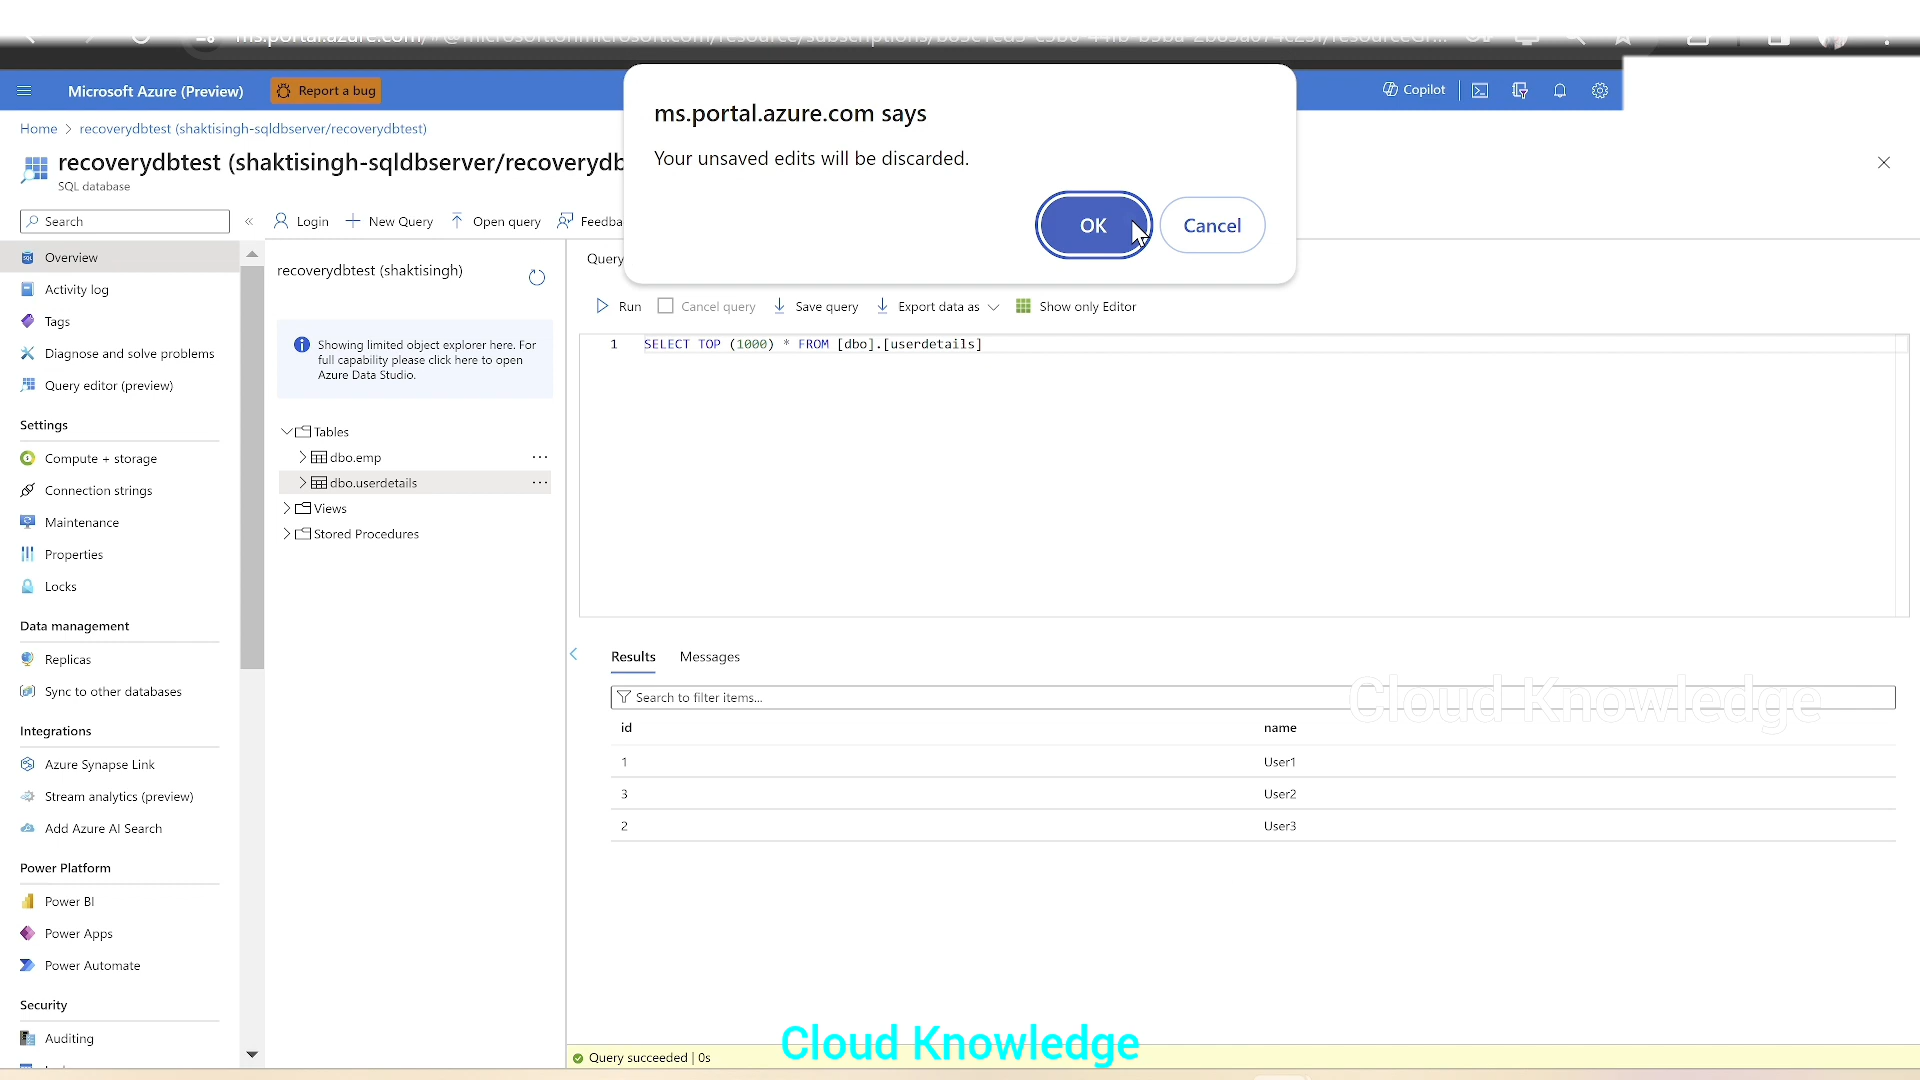 Microsoft Azure (Preview)
Report a bug
Copilot
ms.portal.azure.com says
Your unsaved edits will be discarded.
OK
Cancel
Home > recoverydbtest (shaktisingh-sqldbserver/recoverydbtest)
recoverydbtest (shaktisingh-sqldbserver/recoverydb
SQL database
Search
Login
New Query
Open query
Feedba
Overview
Activity log
Tags
Diagnose and solve problems
Query editor (preview)
Settings
Compute + storage
Connection strings
Maintenance
Properties
Locks
Data management
Replicas
Sync to other databases
Integrations
Azure Synapse Link
Stream analytics (preview)
Add Azure AI Search
Power Platform
Power BI
Power Apps
Power Automate
Security
Auditing
recoverydbtest (shaktisingh)
Showing limited object explorer here. For
full capability please click here to open
Azure Data Studio.
Tables
dbo.emp
dbo.userdetails
Views
Stored Procedures
Query
Run
Cancel query
Save query
Export data as
Show only Editor
1 SELECT TOP (1000) * FROM [dbo].[userdetails]
Results
Messages
Search to filter items...
Cloud Knowledge
id name
1 User1
3 User2
2 User3
Query succeeded | 0s
Cloud Knowledge